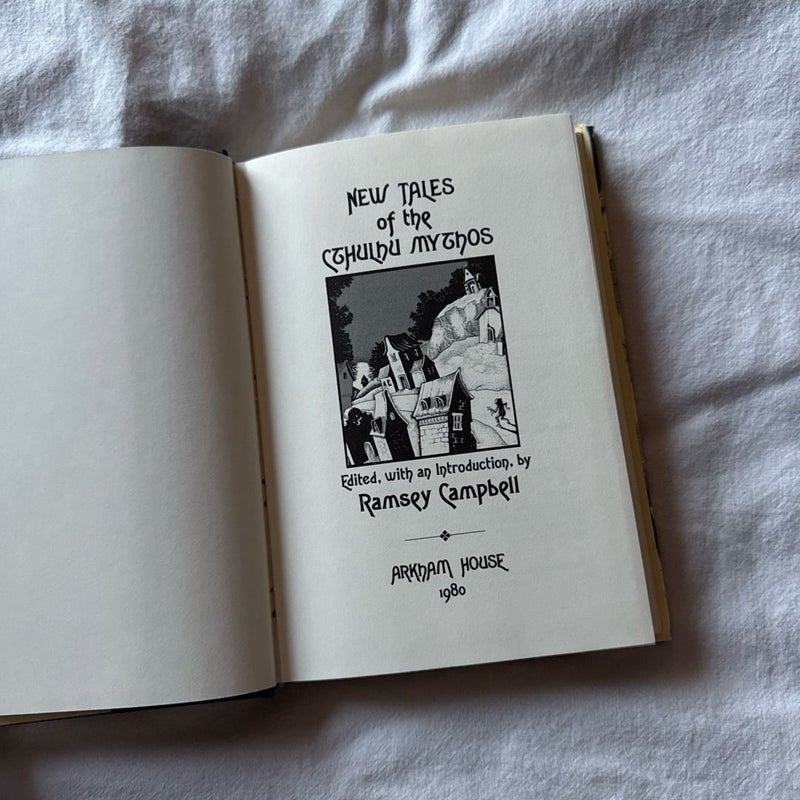 NEW TALES
of the
CTHULHU MYTHOS
Edited, with an Introduction, by
Ramsey Campbell
ARKHAM HOUSE
1980